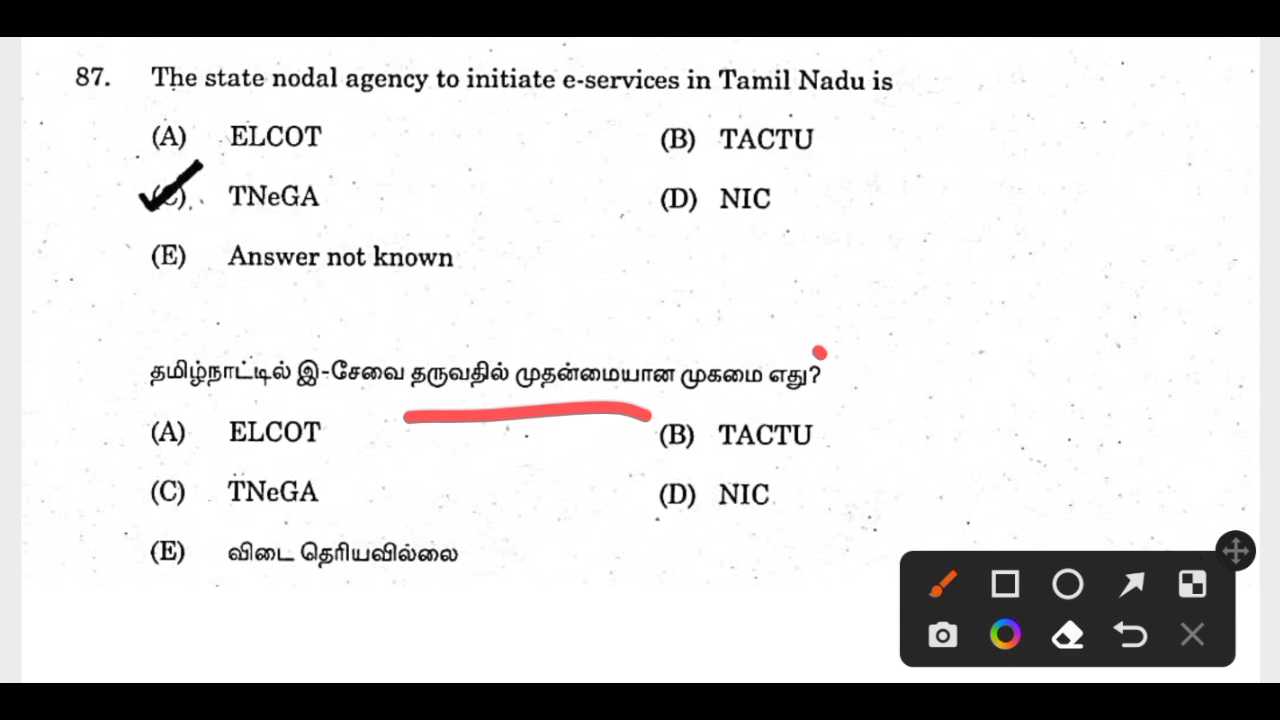 87. The state nodal agency to initiate e-services in Tamil Nadu is
(A) ELCOT (B) TACTU
(C) TNeGA (D) NIC
(E) Answer not known
தமிழ்நாட்டில் இ-சேவை தருவதில் முதன்மையான முகமை எது?
(A) ELCOT (B) TACTU
(C) TNeGA (D) NIC
(E) விடை தெரியவில்லை